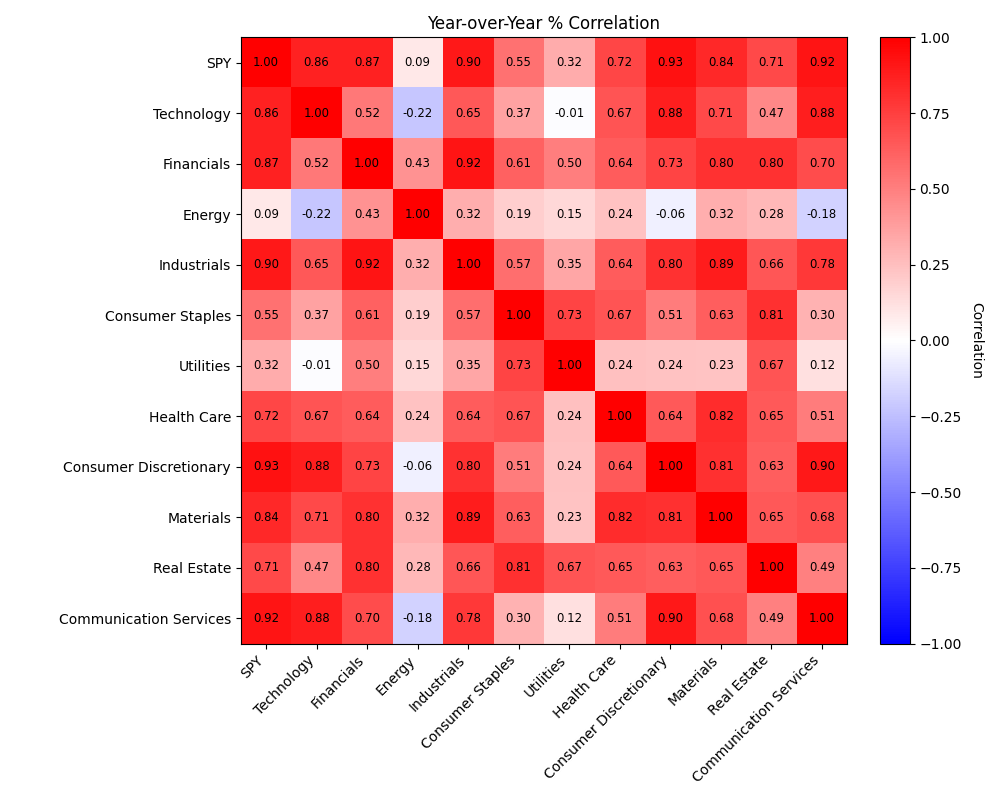 Year-over-Year % Correlation
SPY 1.00 0.86 0.87 0.09 0.90 0.55 0.32 0.72 0.93 0.84 0.71 0.92
Technology 0.86 1.00 0.52 -0.22 0.65 0.37 -0.01 0.67 0.88 0.71 0.47 0.88
Financials 0.87 0.52 1.00 0.43 0.92 0.61 0.50 0.64 0.73 0.80 0.80 0.70
Energy 0.09 -0.22 0.43 1.00 0.32 0.19 0.15 0.24 -0.06 0.32 0.28 -0.18
Industrials 0.90 0.65 0.92 0.32 1.00 0.57 0.35 0.64 0.80 0.89 0.66 0.78
Consumer Staples 0.55 0.37 0.61 0.19 0.57 1.00 0.73 0.67 0.51 0.63 0.81 0.30
Utilities 0.32 -0.01 0.50 0.15 0.35 0.73 1.00 0.24 0.24 0.23 0.67 0.12
Health Care 0.72 0.67 0.64 0.24 0.64 0.67 0.24 1.00 0.64 0.82 0.65 0.51
Consumer Discretionary 0.93 0.88 0.73 -0.06 0.80 0.51 0.24 0.64 1.00 0.81 0.63 0.90
Materials 0.84 0.71 0.80 0.32 0.89 0.63 0.23 0.82 0.81 1.00 0.65 0.68
Real Estate 0.71 0.47 0.80 0.28 0.66 0.81 0.67 0.65 0.63 0.65 1.00 0.49
Communication Services 0.92 0.88 0.70 -0.18 0.78 0.30 0.12 0.51 0.90 0.68 0.49 1.00
SPY
Technology
Financials
Energy
Industrials
Consumer Staples
Utilities
Health Care
Consumer Discretionary
Materials
Real Estate
Communication Services
1.00
0.75
0.50
0.25
0.00
−0.25
−0.50
−0.75
−1.00
Correlation